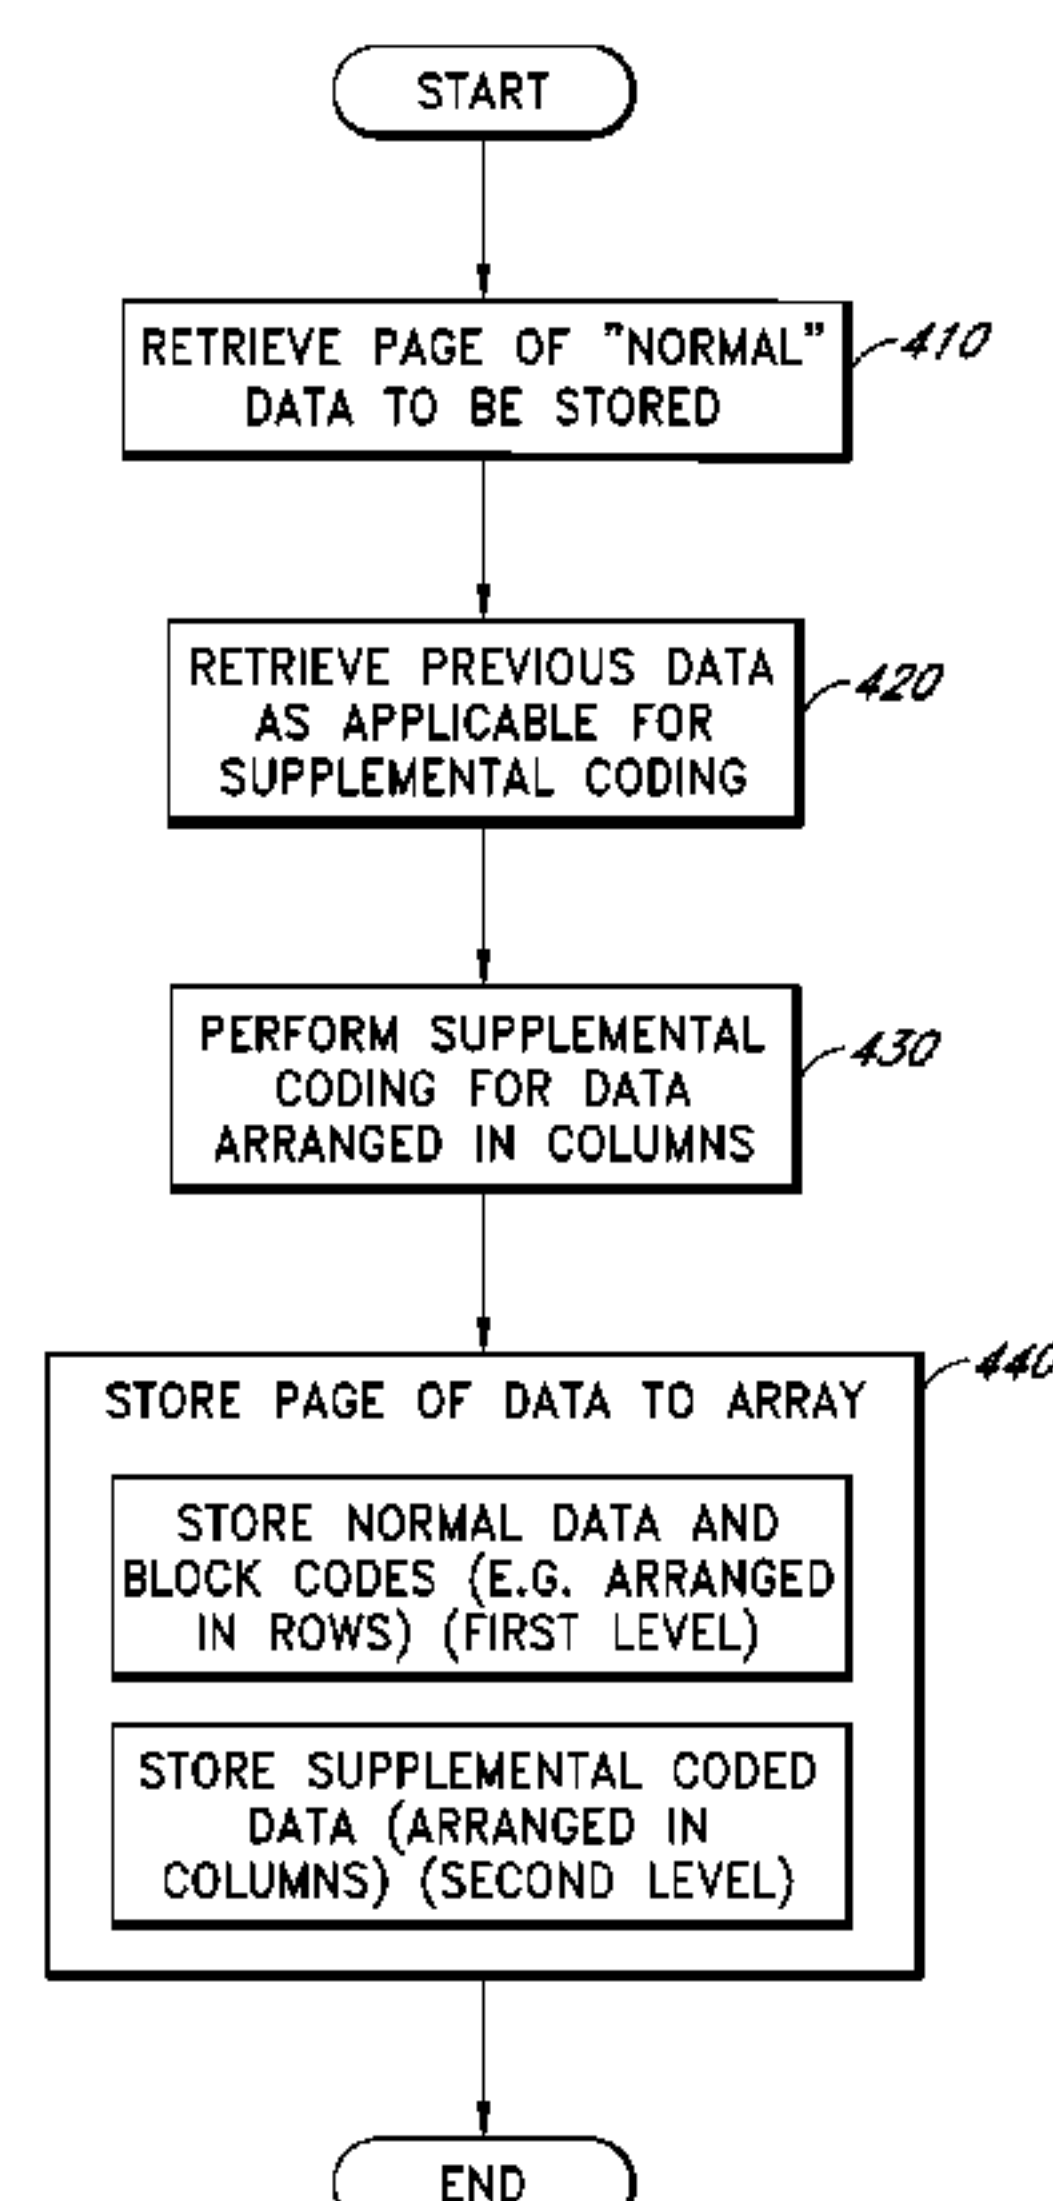 START
RETRIEVE PAGE OF "NORMAL"
DATA TO BE STORED
410
RETRIEVE PREVIOUS DATA
AS APPLICABLE FOR
SUPPLEMENTAL CODING
420
PERFORM SUPPLEMENTAL
CODING FOR DATA
ARRANGED IN COLUMNS
430
440
STORE PAGE OF DATA TO ARRAY
STORE NORMAL DATA AND
BLOCK CODES (E.G. ARRANGED
IN ROWS) (FIRST LEVEL)
STORE SUPPLEMENTAL CODED
DATA (ARRANGED IN
COLUMNS) (SECOND LEVEL)
END